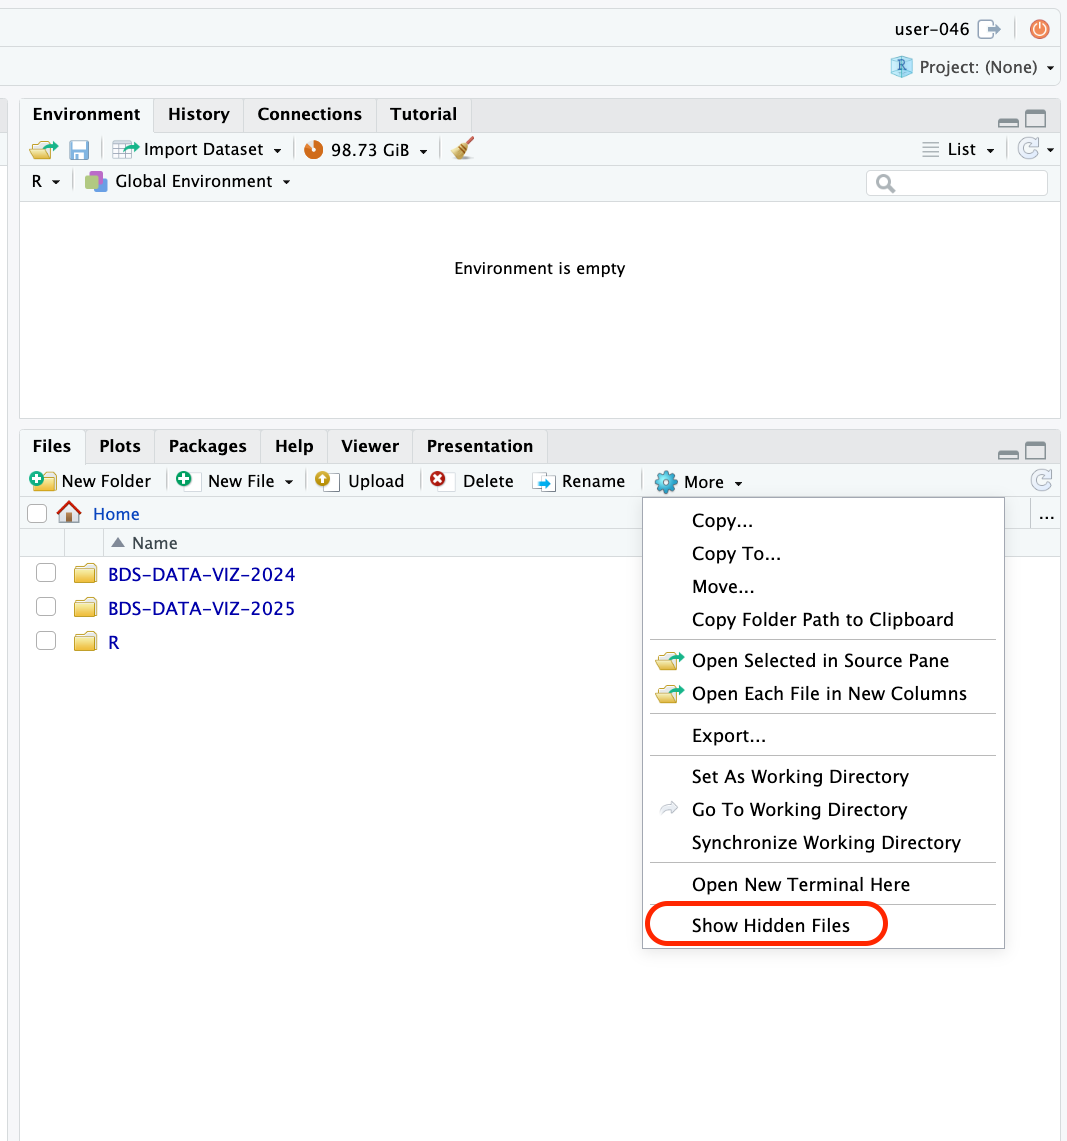 user-046
R Project: (None)
Environment History Connections Tutorial
Import Dataset 98.73 GiB List
R Global Environment
Environment is empty
Files Plots Packages Help Viewer Presentation
New Folder New File Upload Delete Rename More
Home ...
Name
BDS-DATA-VIZ-2024
BDS-DATA-VIZ-2025
R
Copy...
Copy To...
Move...
Copy Folder Path to Clipboard
Open Selected in Source Pane
Open Each File in New Columns
Export...
Set As Working Directory
Go To Working Directory
Synchronize Working Directory
Open New Terminal Here
Show Hidden Files